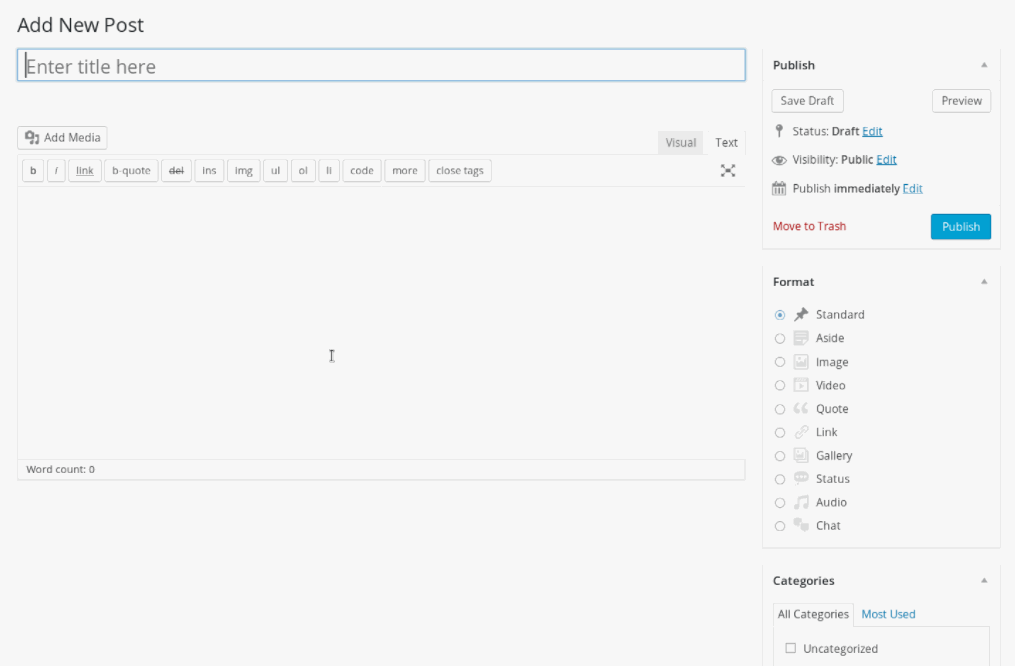 Add New Post
Enter title here
Add Media
Visual Text
b i link b-quote del ins img ul ol li code more close tags
Word count: 0
Publish
Save Draft Preview
Status: Draft Edit
Visibility: Public Edit
Publish immediately Edit
Move to Trash Publish
Format
Standard
Aside
Image
Video
Quote
Link
Gallery
Status
Audio
Chat
Categories
All Categories Most Used
Uncategorized